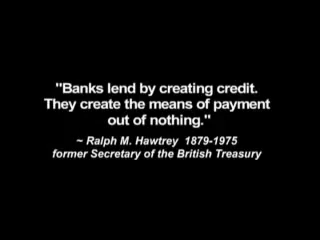 "Banks lend by creating credit.
They create the means of payment
out of nothing."
~ Ralph M. Hawtrey  1879-1975
former Secretary of the British Treasury